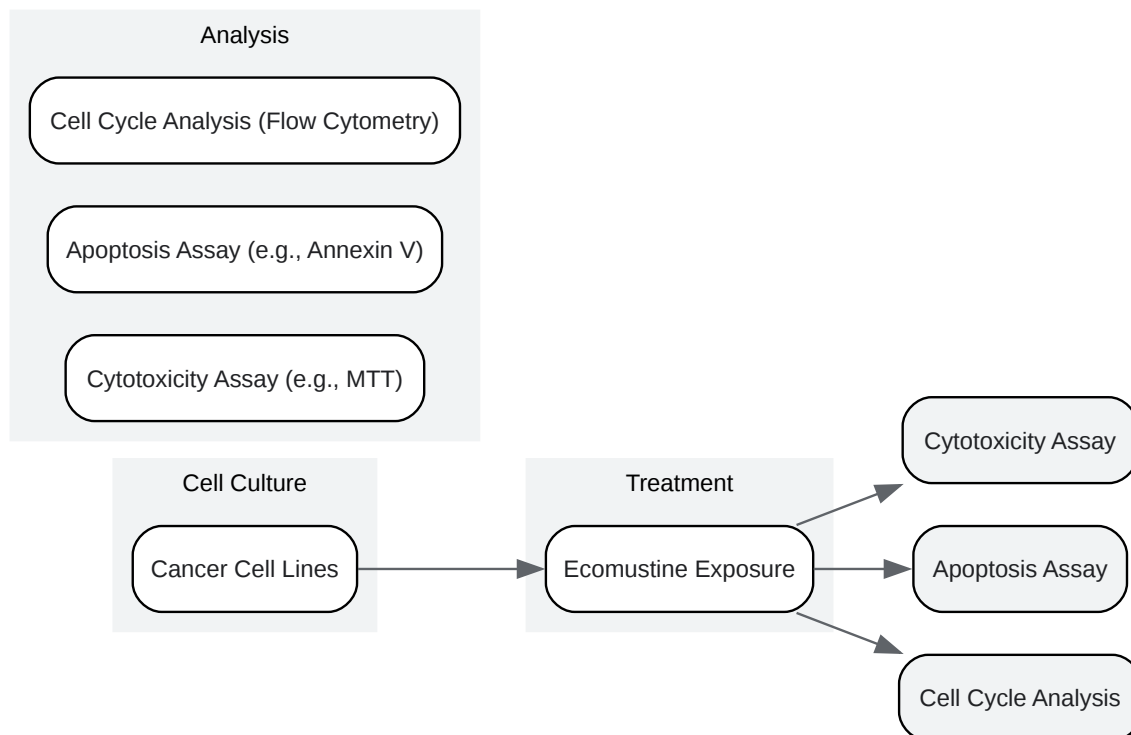 Analysis
Cell Cycle Analysis (Flow Cytometry)
Apoptosis Assay (e.g., Annexin V)
Cytotoxicity Assay (e.g., MTT)
Cell Culture
Cancer Cell Lines
Treatment
Ecomustine Exposure
Cytotoxicity Assay
Apoptosis Assay
Cell Cycle Analysis